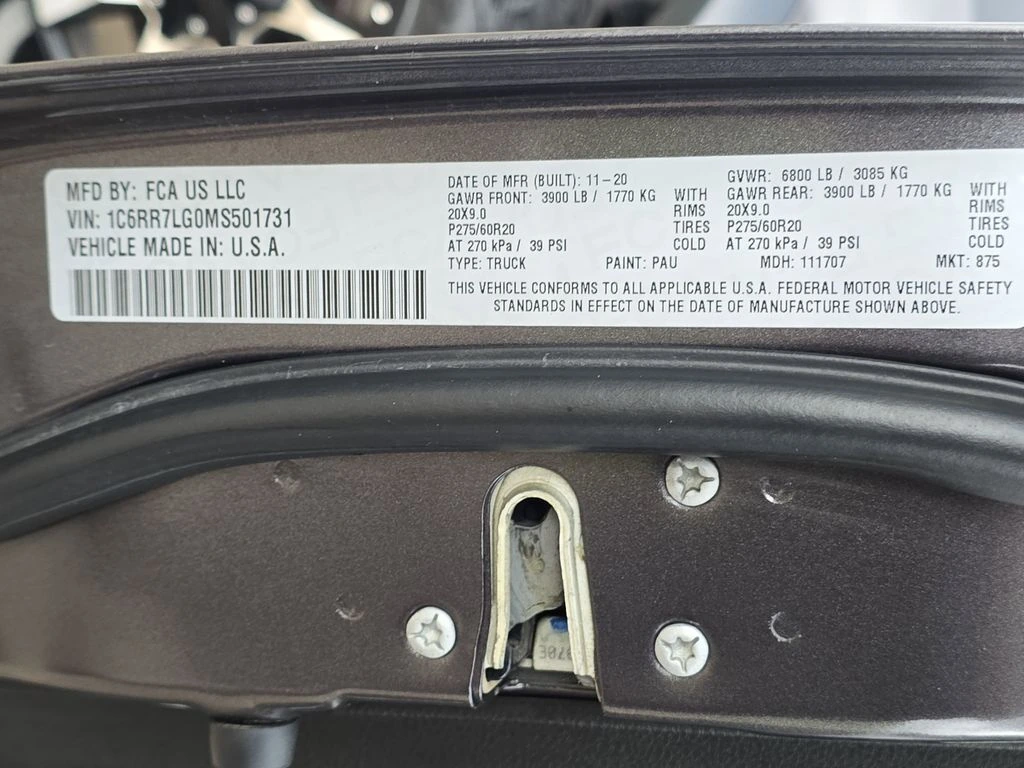 MFD BY: FCA US LLC
VIN: 1C6RR7LG0MS501731
VEHICLE MADE IN: U.S.A.
DATE OF MFR (BUILT): 11-20
GAWR FRONT: 3900 LB / 1770 KG WITH
20X9.0 RIMS
P275/60R20 TIRES
AT 270 kPa / 39 PSI COLD
GVWR: 6800 LB / 3085 KG
GAWR REAR: 3900 LB / 1770 KG WITH
20X9.0 RIMS
P275/60R20 TIRES
AT 270 kPa / 39 PSI COLD
TYPE: TRUCK PAINT: PAU MDH: 111707 MKT: 875
THIS VEHICLE CONFORMS TO ALL APPLICABLE U.S.A. FEDERAL MOTOR VEHICLE SAFETY
STANDARDS IN EFFECT ON THE DATE OF MANUFACTURE SHOWN ABOVE.